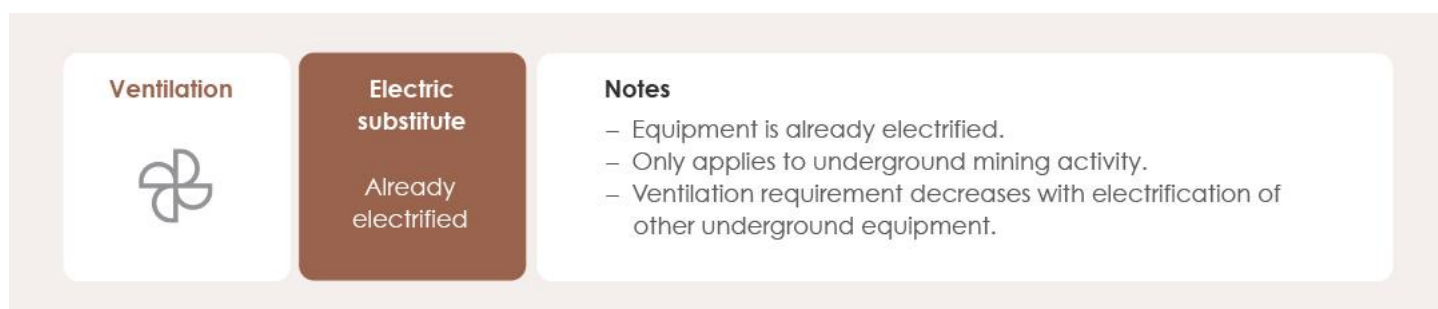 Ventilation
Electric
substitute
Already
electrified
Notes
– Equipment is already electrified.
– Only applies to underground mining activity.
– Ventilation requirement decreases with electrification of
other underground equipment.